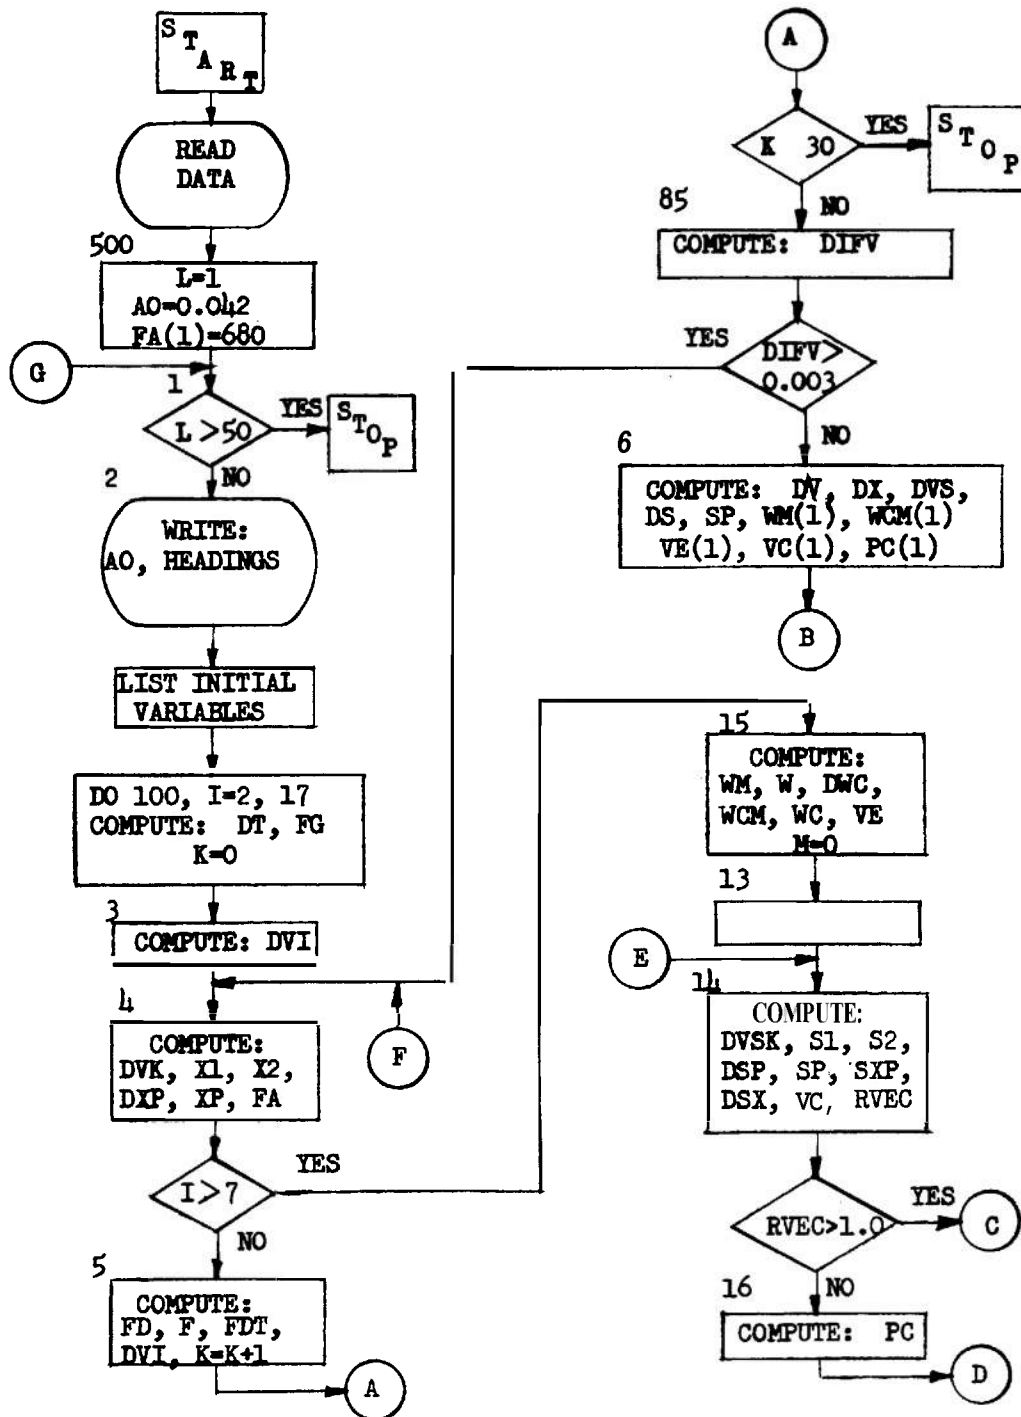 START
READ
DATA
500
L=1
AO=0.042
FA(1)=680
G
1
L >50
YES
STOP
NO
2
WRITE:
AO, HEADINGS
LIST INITIAL
VARIABLES
DO 100, I=2, 17
COMPUTE: DT, FG
K=0
3
COMPUTE: DVI
4
COMPUTE:
DVK, X1, X2,
DXP, XP, FA
F
I>7
YES
NO
5
COMPUTE:
FD, F, FDT,
DVI, K=K+1
A
A
K 30
YES
STOP
NO
85
COMPUTE: DIFV
YES
DIFV>
0.003
NO
6
COMPUTE: DV, DX, DVS,
DS, SP, WM(1), WCM(1)
VE(1), VC(1), PC(1)
B
15
COMPUTE:
WM, W, DWC,
WCM, WC, VE
M=0
13
E
14
COMPUTE:
DVSK, S1, S2,
DSP, SP, SXP,
DSX, VC, RVEC
RVEC>1.0
YES
C
NO
16
COMPUTE: PC
D